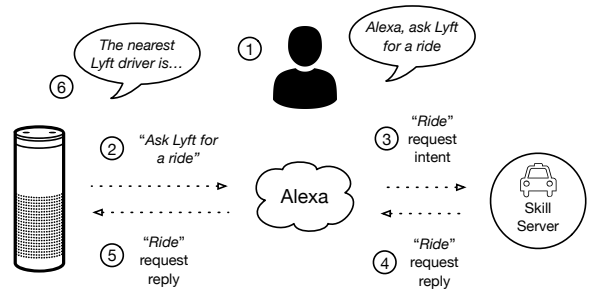 1
Alexa, ask Lyft
for a ride
The nearest
Lyft driver is…
6
2
“Ask Lyft for
a ride”
3
“Ride”
request
intent
Alexa
Skill
Server
5
“Ride”
request
reply
4
“Ride”
request
reply